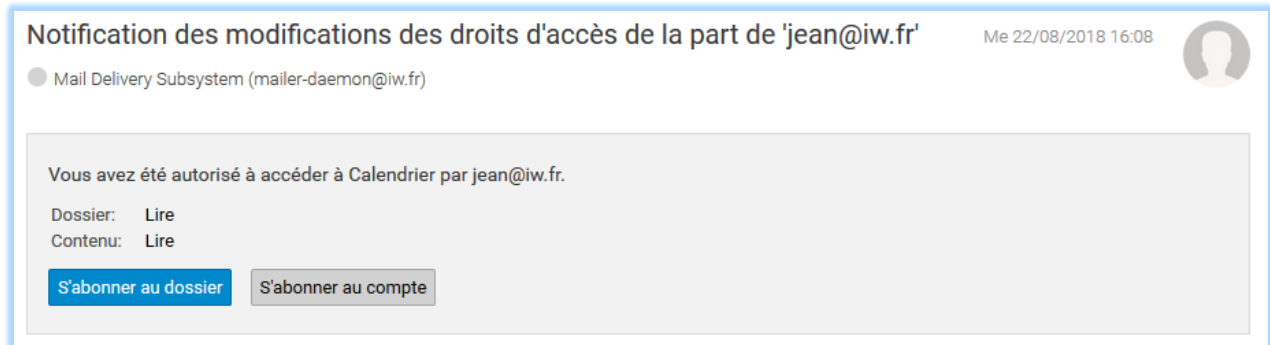 Notification des modifications des droits d'accès de la part de 'jean@iw.fr'
Me 22/08/2018 16:08
Mail Delivery Subsystem (mailer-daemon@iw.fr)
Vous avez été autorisé à accéder à Calendrier par jean@iw.fr.
Dossier: Lire
Contenu: Lire
S'abonner au dossier
S'abonner au compte